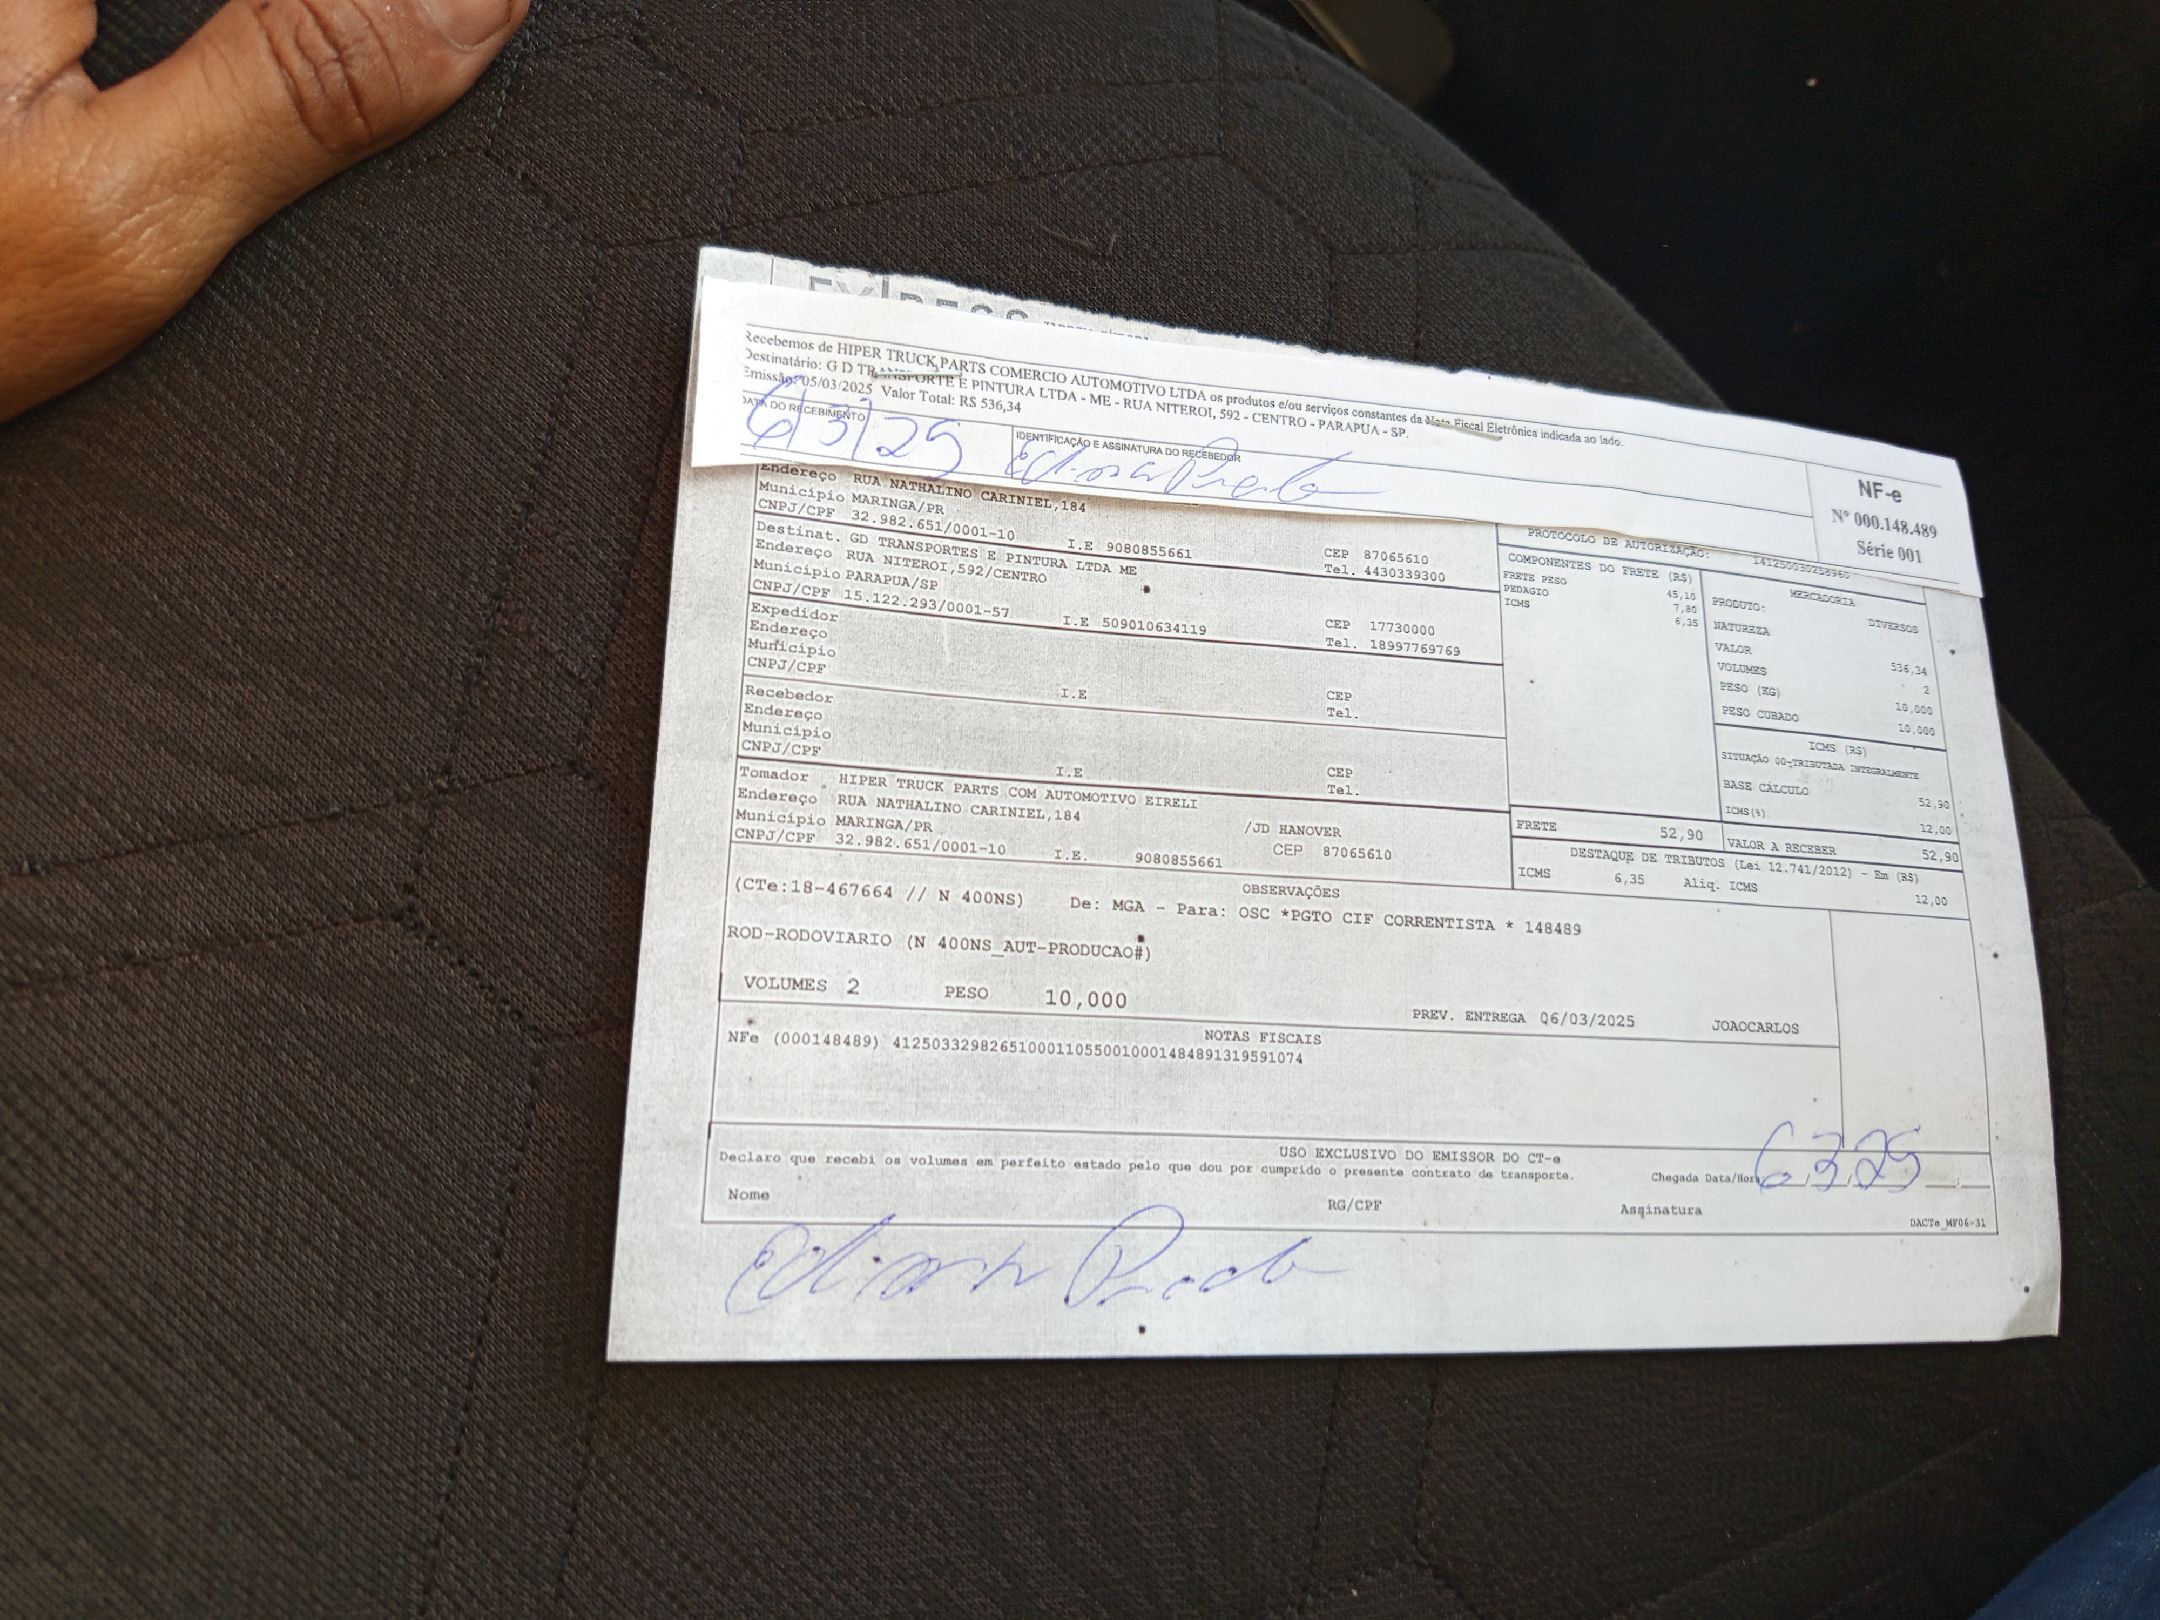 Recebemos de HIPER TRUCK PARTS COMERCIO AUTOMOTIVO LTDA os produtos e/ou serviços constantes da Nota Fiscal Eletrônica indicada ao lado.
Destinatário: G D TRANSPORTE E PINTURA LTDA - ME - RUA NITEROI, 592 - CENTRO - PARAPUA - SP.
Emissão: 05/03/2025 Valor Total: R$ 536,34
DATA DO RECEBIMENTO
IDENTIFICAÇÃO E ASSINATURA DO RECEBEDOR
6/3/25
NF-e
Nº 000.148.489
Série 001
Endereço RUA NATHALINO CARINIEL,184
Município MARINGA/PR CEP 87065610
CNPJ/CPF 32.982.651/0001-10 I.E 9080855661 Tel. 4430339300
Destinat. GD TRANSPORTES E PINTURA LTDA ME
Endereço RUA NITEROI,592/CENTRO
Município PARAPUA/SP CEP 17730000
CNPJ/CPF 15.122.293/0001-57 I.E 509010634119 Tel. 18997769769
Expedidor
Endereço
Município CEP
CNPJ/CPF I.E Tel.
Recebedor
Endereço
Município CEP
CNPJ/CPF I.E Tel.
Tomador HIPER TRUCK PARTS COM AUTOMOTIVO EIRELI
Endereço RUA NATHALINO CARINIEL,184 /JD HANOVER
Município MARINGA/PR CEP 87065610
CNPJ/CPF 32.982.651/0001-10 I.E. 9080855661
PROTOCOLO DE AUTORIZAÇÃO: 141250030258960
COMPONENTES DO FRETE (R$)
FRETE PESO 45,10
PEDAGIO 7,80
ICMS 6,35
MERCADORIA
PRODUTO: DIVERSOS
NATUREZA
VALOR 536,34
VOLUMES 2
PESO (KG) 10,000
PESO CUBADO 10,000
ICMS (R$)
SITUAÇÃO 00-TRIBUTADA INTEGRALMENTE
BASE CÁLCULO 52,90
ICMS(%) 12,00
FRETE 52,90 VALOR A RECEBER 52,90
DESTAQUE DE TRIBUTOS (Lei 12.741/2012) - Em (R$)
ICMS 6,35 Aliq. ICMS 12,00
OBSERVAÇÕES
(CTe:18-467664 // N 400NS) De: MGA - Para: OSC *PGTO CIF CORRENTISTA * 148489
ROD-RODOVIARIO (N 400NS_AUT-PRODUCAO#)
VOLUMES 2 PESO 10,000 PREV. ENTREGA 06/03/2025 JOAOCARLOS
NOTAS FISCAIS
NFe (000148489) 41250332982651000110550010001484891319591074
USO EXCLUSIVO DO EMISSOR DO CT-e
Declaro que recebi os volumes em perfeito estado pelo que dou por cumprido o presente contrato de transporte. Chegada Data/Hora 6 3 25
Nome RG/CPF Assinatura
DACTe_MF06-31